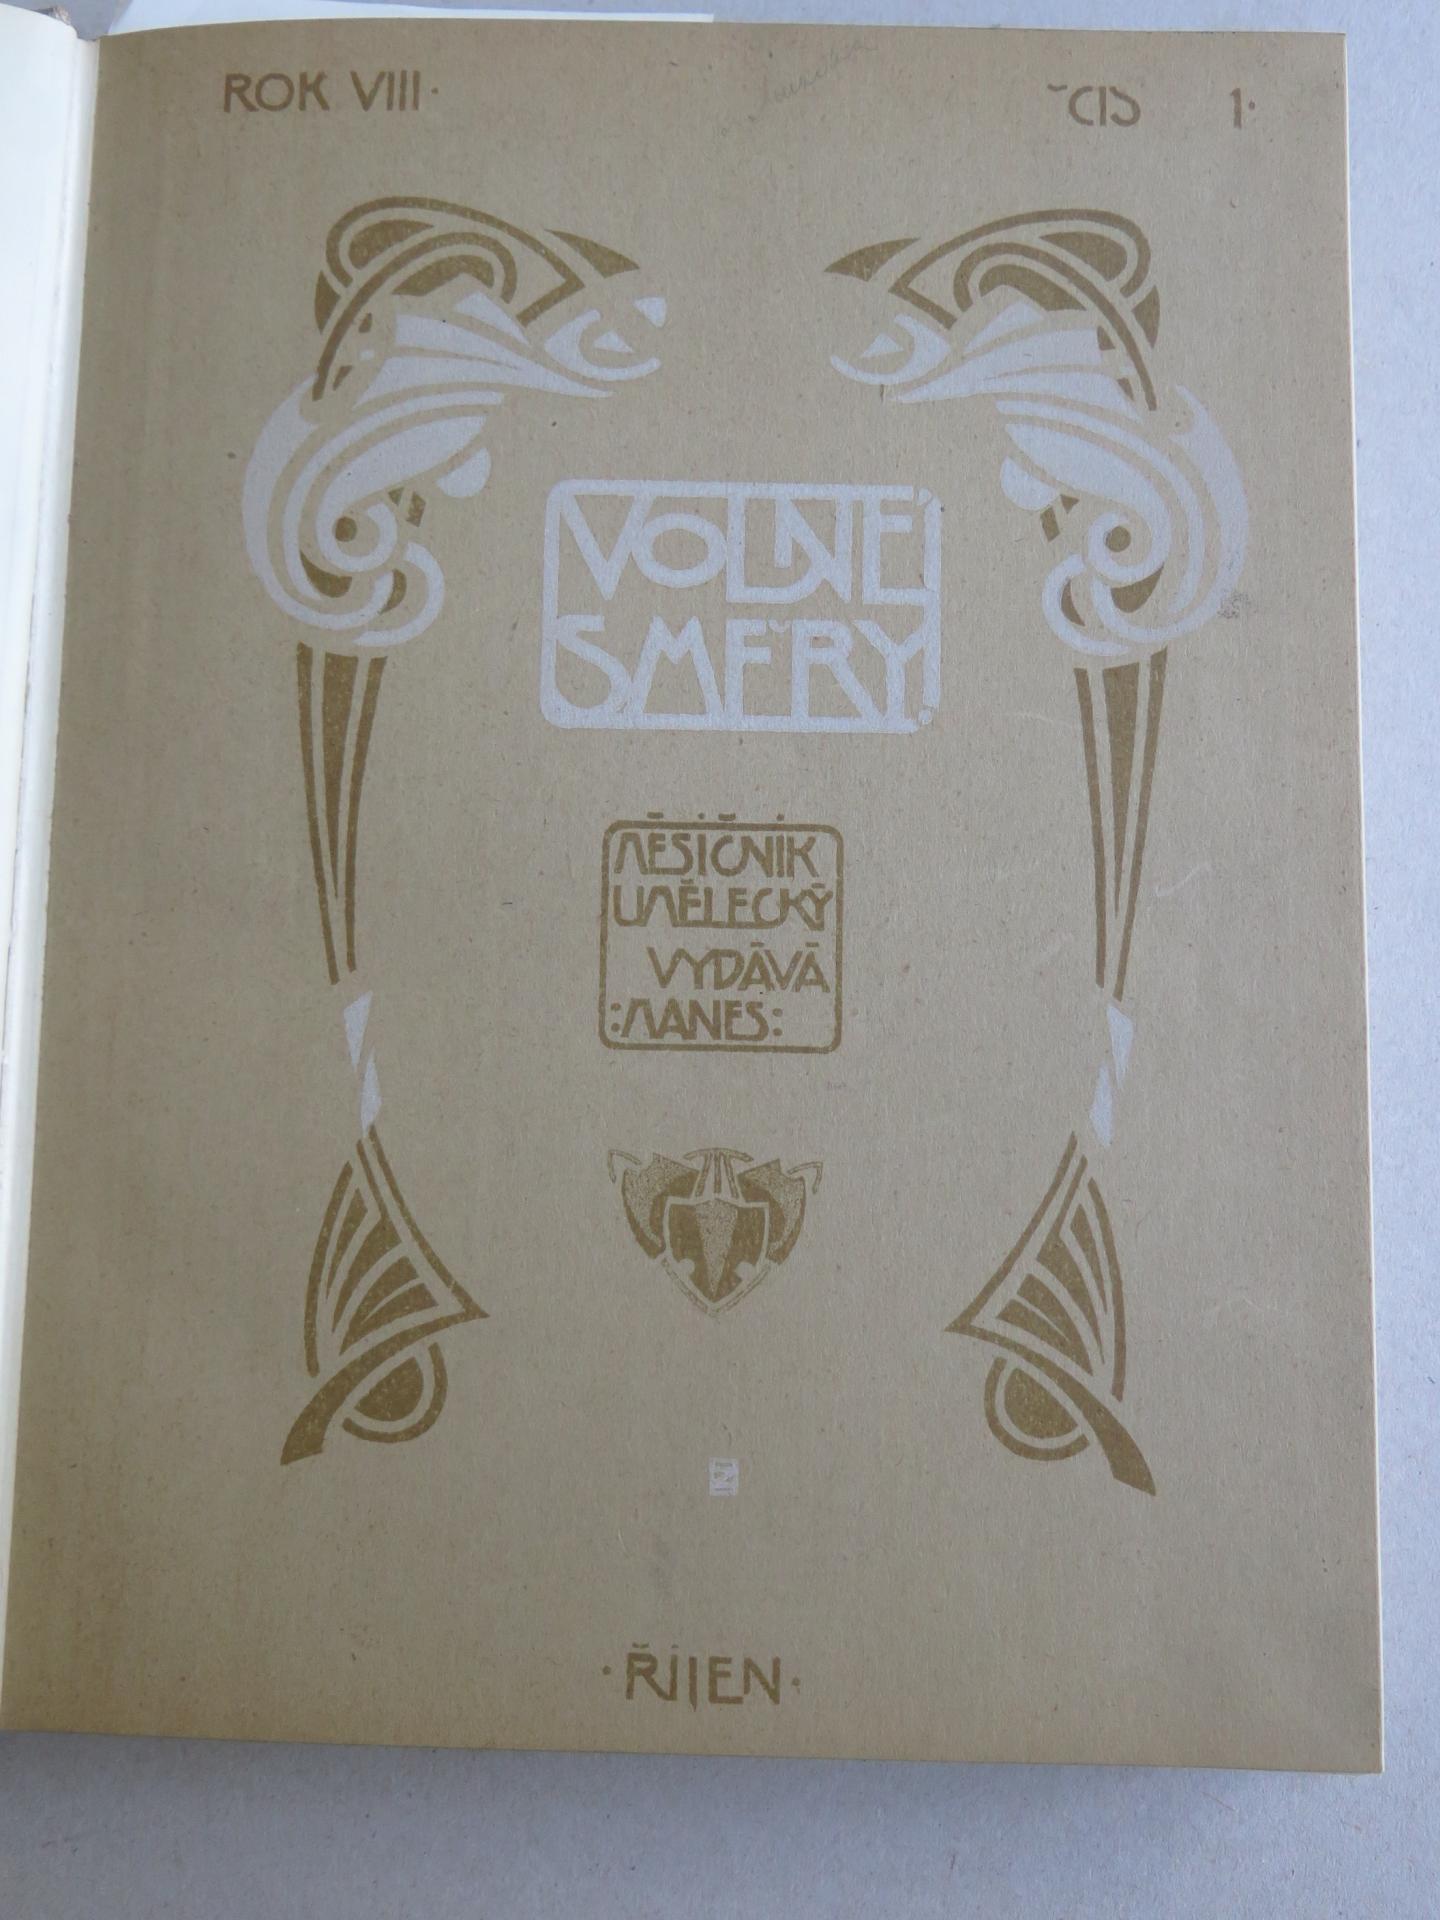 ROK VIII· ČIS 1·
VOLNÉ
SMĚRY
MĚSÍČNÍK
UMĚLECKÝ
VYDÁVÁ
:MANES:
·ŘÍJEN·